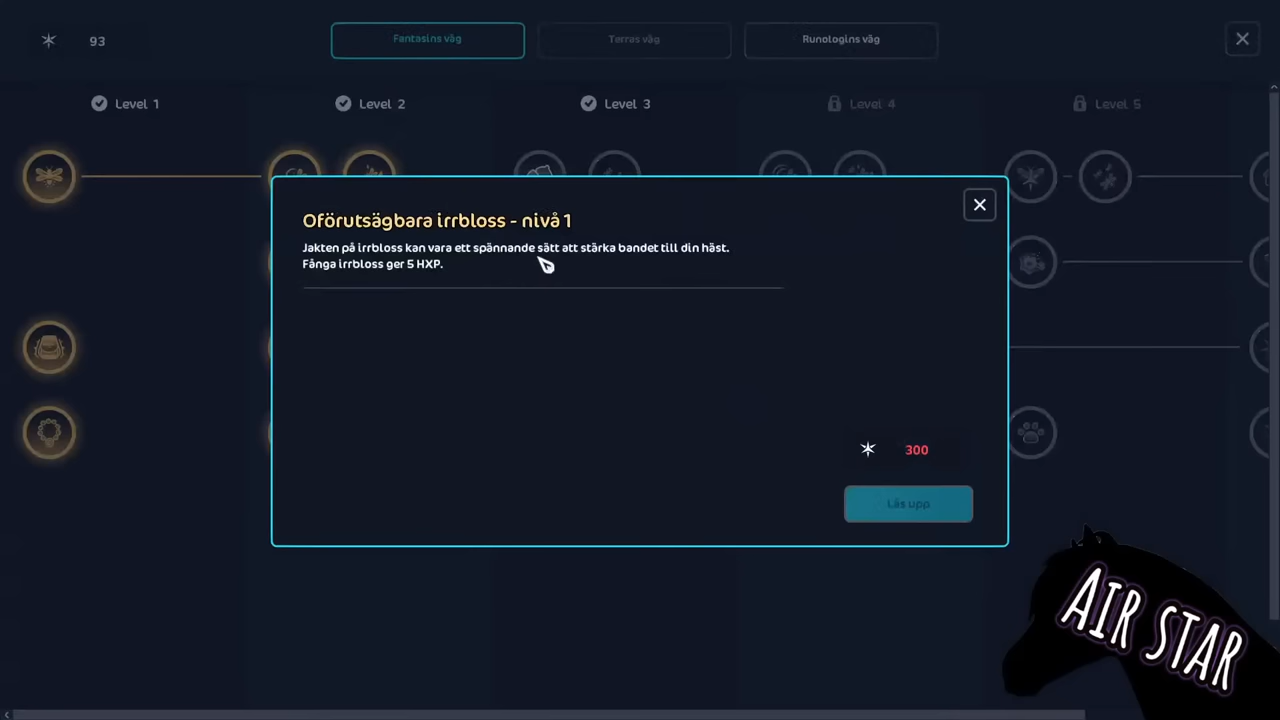 93
Fantasins väg
Terras väg
Runologins väg
Level 1
Level 2
Level 3
Level 4
Level 5
Oförutsägbara irrbloss - nivå 1
Jakten på irrbloss kan vara ett spännande sätt att stärka bandet till din häst.
Fånga irrbloss ger 5 HXP.
300
Lås upp
AIR STAR